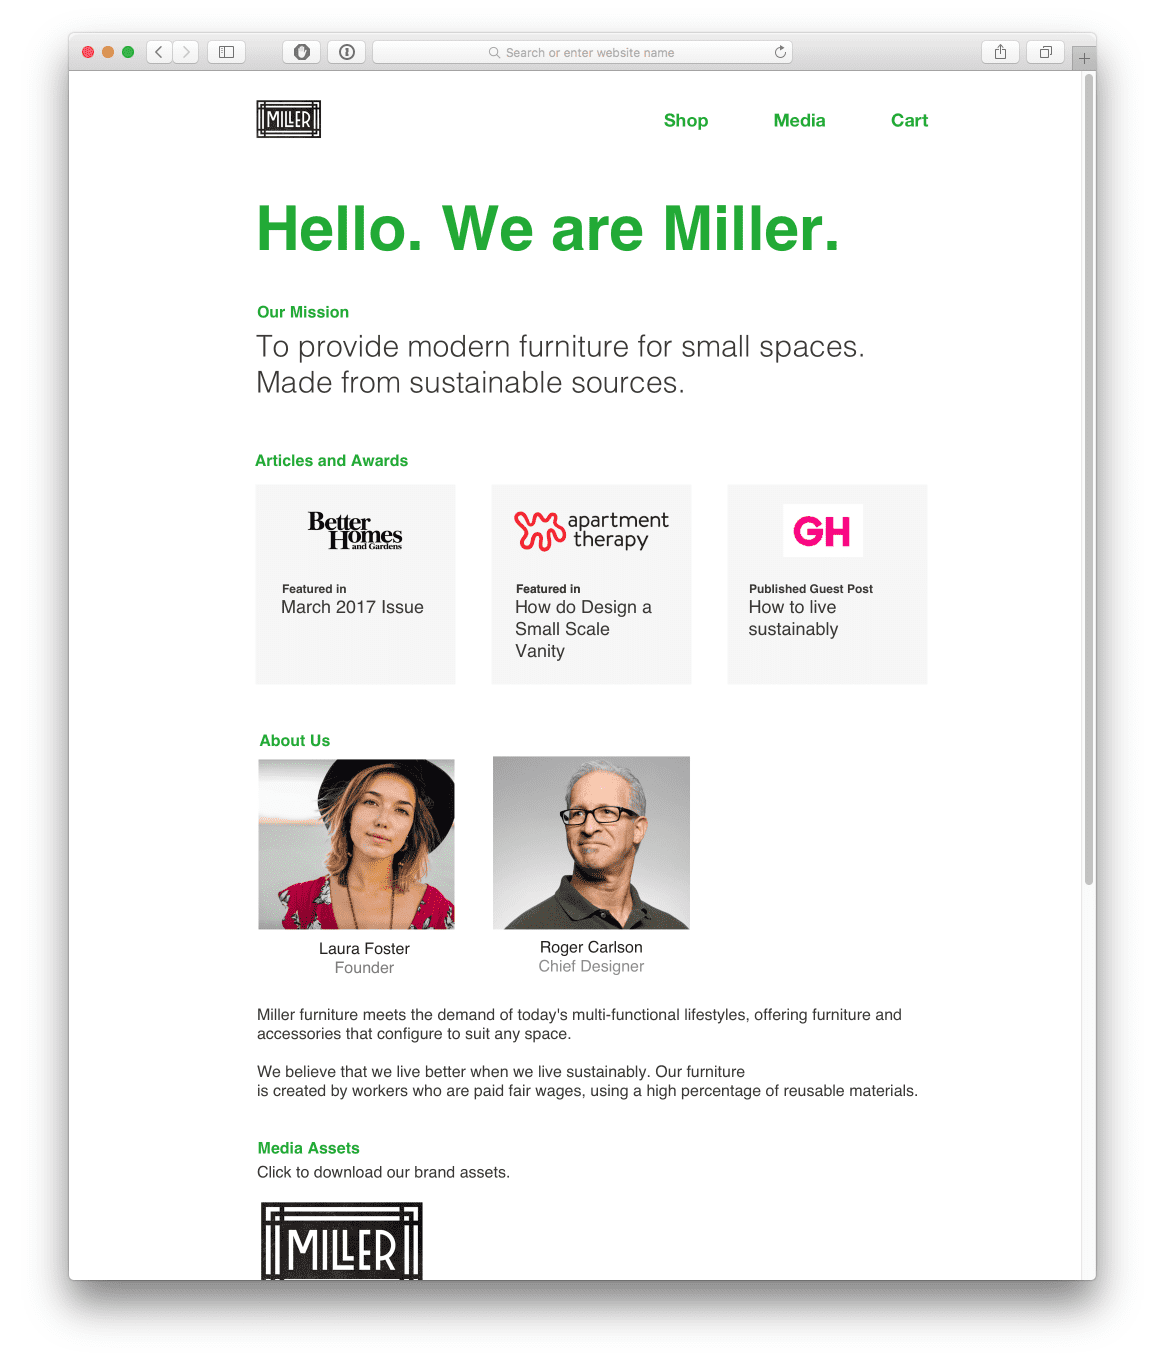 Search or enter website name
MILLER
Shop Media Cart
Hello. We are Miller.
Our Mission
To provide modern furniture for small spaces.
Made from sustainable sources.
Articles and Awards
Better
Homes
and Gardens
Featured in
March 2017 Issue
apartment
therapy
Featured in
How do Design a
Small Scale
Vanity
GH
Published Guest Post
How to live
sustainably
About Us
Laura Foster
Founder
Roger Carlson
Chief Designer
Miller furniture meets the demand of today's multi-functional lifestyles, offering furniture and
accessories that configure to suit any space.
We believe that we live better when we live sustainably. Our furniture
is created by workers who are paid fair wages, using a high percentage of reusable materials.
Media Assets
Click to download our brand assets.
MILLER